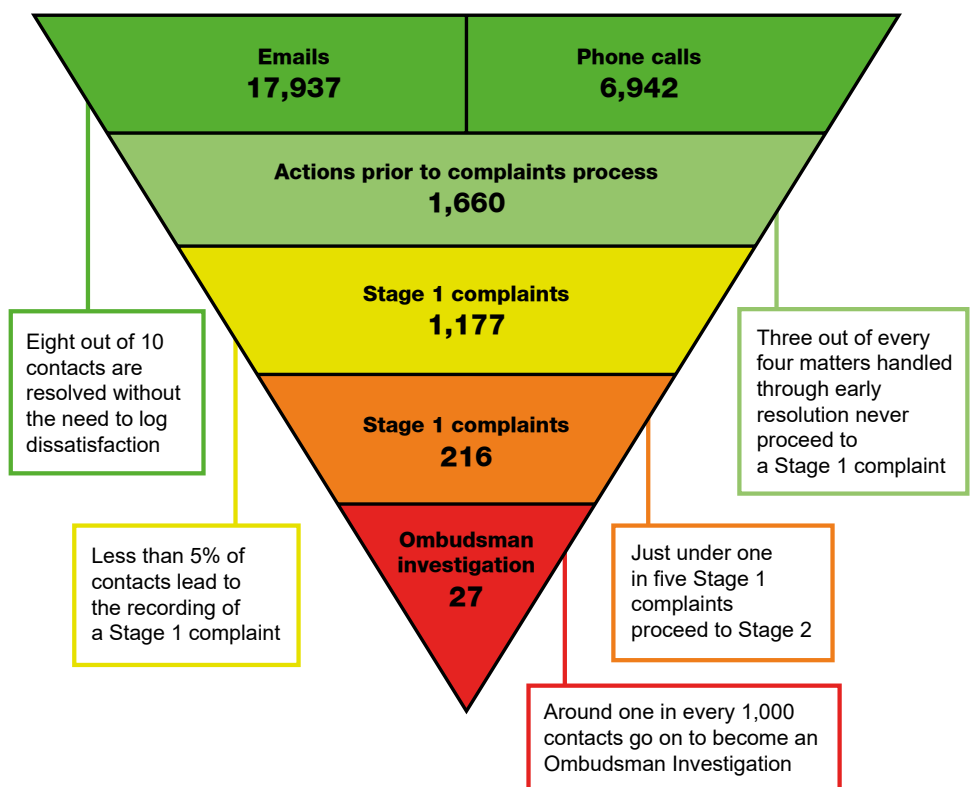 Emails
17,937
Phone calls
6,942
Actions prior to complaints process
1,660
Stage 1 complaints
1,177
Stage 1 complaints
216
Ombudsman
investigation
27
Eight out of 10
contacts are
resolved without
the need to log
dissatisfaction
Three out of every
four matters handled
through early
resolution never
proceed to
a Stage 1 complaint
Less than 5% of
contacts lead to
the recording of
a Stage 1 complaint
Just under one
in five Stage 1
complaints
proceed to Stage 2
Around one in every 1,000
contacts go on to become an
Ombudsman Investigation